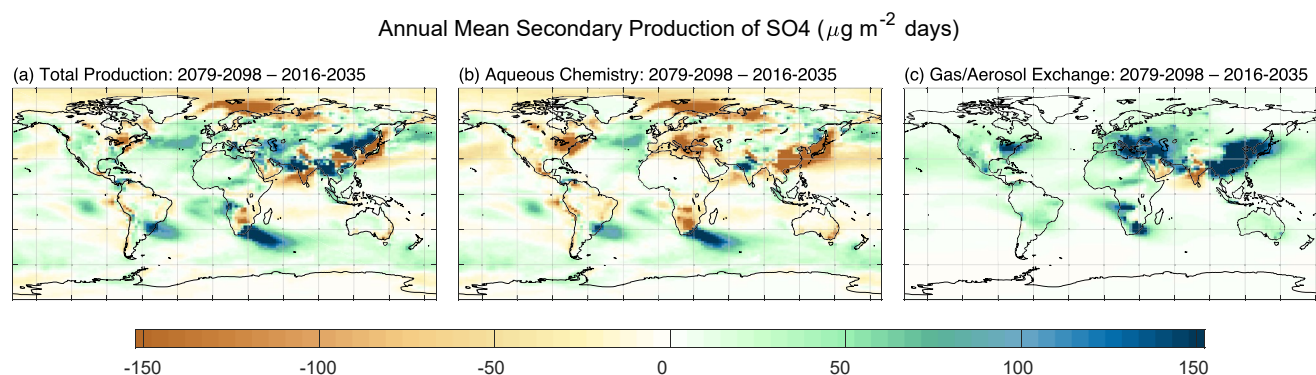 Annual Mean Secondary Production of SO4 (μg m⁻² days)
(a) Total Production: 2079-2098 – 2016-2035
(b) Aqueous Chemistry: 2079-2098 – 2016-2035
(c) Gas/Aerosol Exchange: 2079-2098 – 2016-2035
-150 -100 -50 0 50 100 150